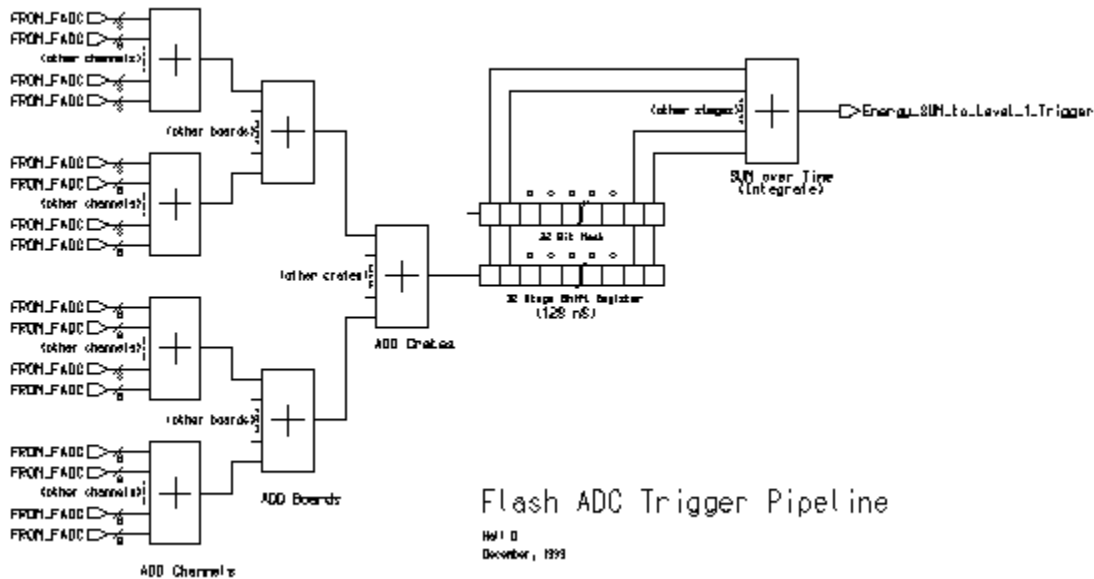 FROM_FADC
FROM_FADC
(other channels)
FROM_FADC
FROM_FADC
(other boards)
FROM_FADC
FROM_FADC
(other channels)
FROM_FADC
FROM_FADC
FROM_FADC
FROM_FADC
(other channels)
FROM_FADC
FROM_FADC
(other boards)
FROM_FADC
FROM_FADC
(other channels)
FROM_FADC
FROM_FADC
ADD Channels
ADD Boards
(other crates)
ADD Crates
32 Bit Mask
32 Stage Shift Register
(128 nS)
(other stages)
SUM over Time
(Integrate)
Energy_SUM_to_Level_1_Trigger
Flash ADC Trigger Pipeline
Hall D
December, 1999